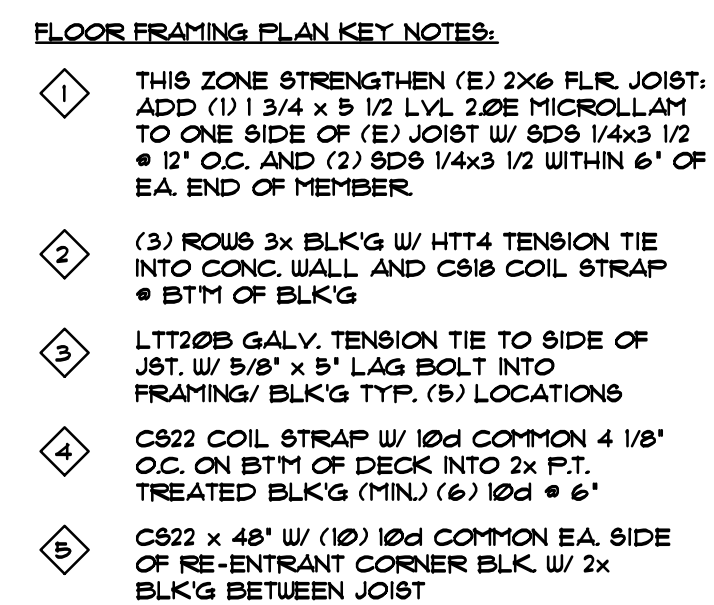 FLOOR FRAMING PLAN KEY NOTES:
1 THIS ZONE STRENGTHEN (E) 2X6 FLR. JOIST:
ADD (1) 1 3/4 x 5 1/2 LVL 2.0E MICROLLAM
TO ONE SIDE OF (E) JOIST W/ SDS 1/4x3 1/2
@ 12" O.C. AND (2) SDS 1/4x3 1/2 WITHIN 6" OF
EA. END OF MEMBER.
2 (3) ROWS 3x BLK'G W/ HTT4 TENSION TIE
INTO CONC. WALL AND CS18 COIL STRAP
@ BT'M OF BLK'G
3 LTT20B GALV. TENSION TIE TO SIDE OF
JST. W/ 5/8" x 5" LAG BOLT INTO
FRAMING/ BLK'G TYP. (5) LOCATIONS
4 CS22 COIL STRAP W/ 10d COMMON 4 1/8"
O.C. ON BT'M OF DECK INTO 2x P.T.
TREATED BLK'G (MIN.) (6) 10d @ 6"
5 CS22 x 48" W/ (10) 10d COMMON EA. SIDE
OF RE-ENTRANT CORNER BLK. W/ 2x
BLK'G BETWEEN JOIST